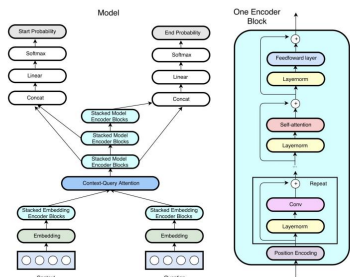 Model
One Encoder
Block
Start Probability
End Probability
Softmax
Softmax
Linear
Linear
Concat
Concat
Stacked Model
Encoder Blocks
Stacked Model
Encoder Blocks
Stacked Model
Encoder Blocks
Context-Query Attention
Stacked Embedding
Encoder Blocks
Stacked Embedding
Encoder Blocks
Embedding
Embedding
Feedfoward layer
Layernorm
Self-attention
Layernorm
Repeat
Conv
Layernorm
Position Encoding